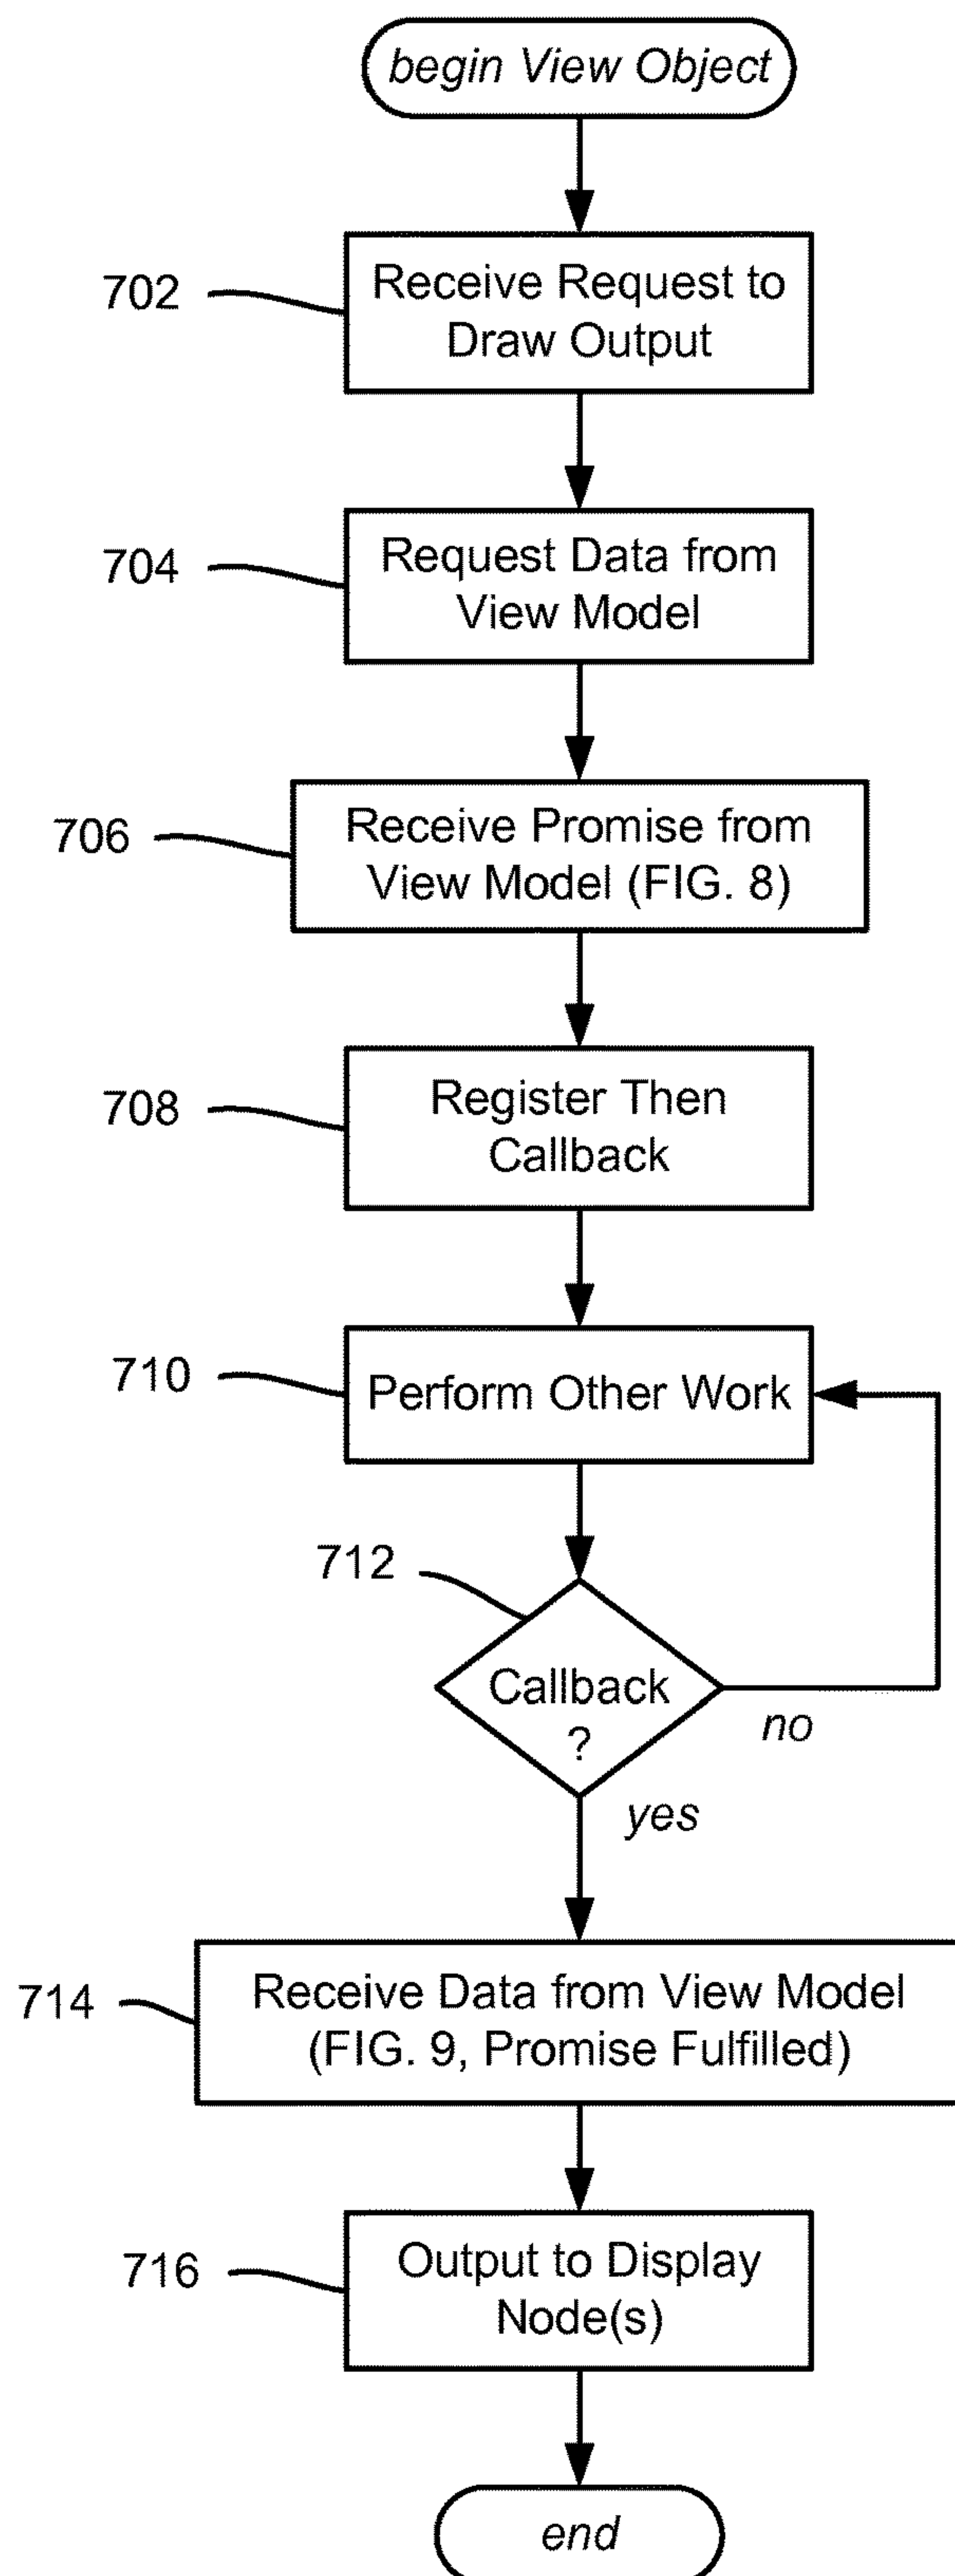 begin View Object
702
Receive Request to
Draw Output
704
Request Data from
View Model
706
Receive Promise from
View Model (FIG. 8)
708
Register Then
Callback
710
Perform Other Work
712
Callback
?
no
yes
714
Receive Data from View Model
(FIG. 9, Promise Fulfilled)
716
Output to Display
Node(s)
end